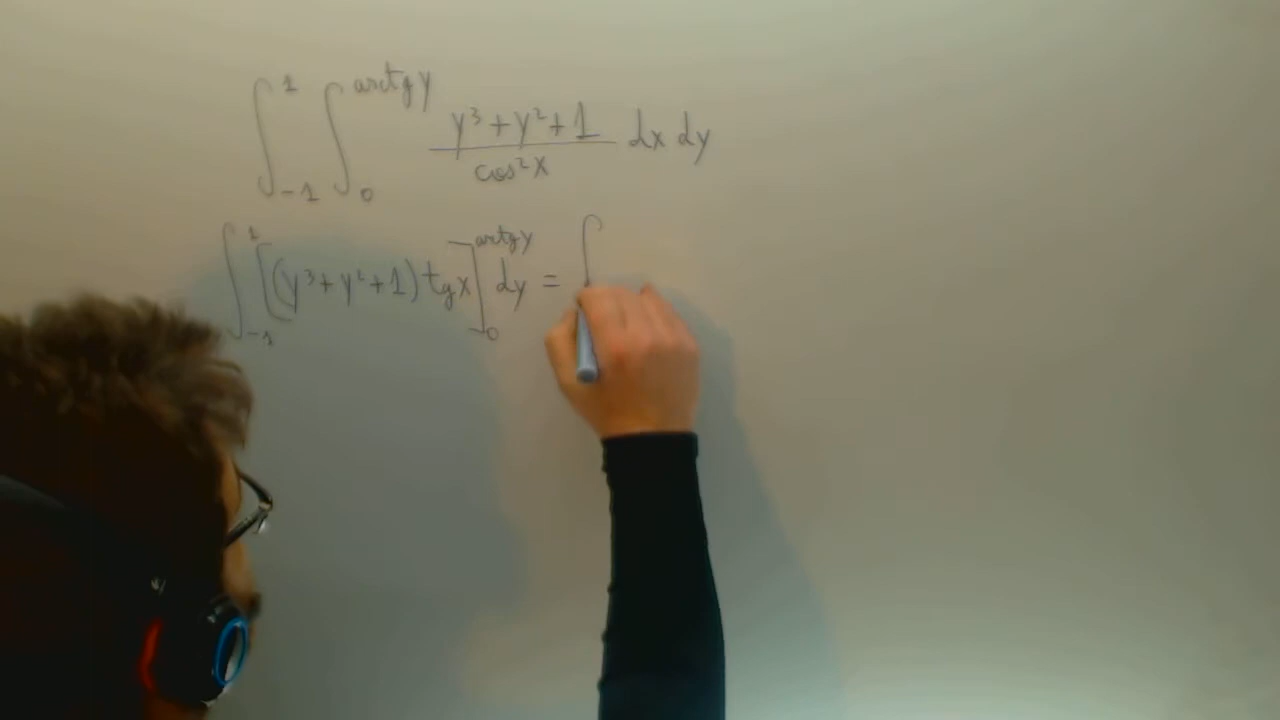 ∫₋₁¹ ∫₀^(arctg y) (y³+y²+1)/(cos²x) dx dy
∫₋₁¹ [(y³+y²+1) tg x]₀^(arctg y) dy = ∫